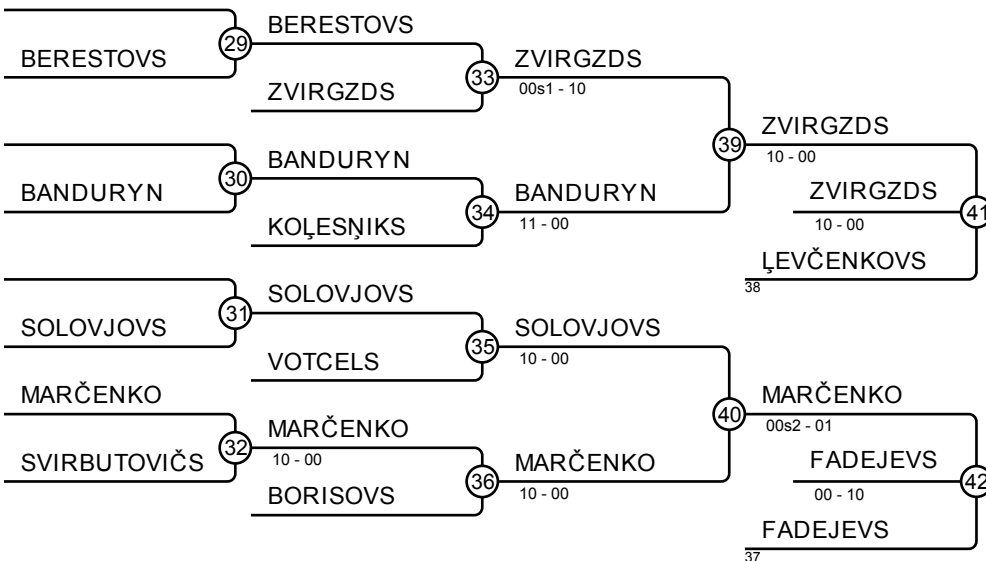 BERESTOVS
29
BERESTOVS
ZVIRGZDS
33
ZVIRGZDS
00s1 - 10
BANDURYN
30
BANDURYN
KOĻESŅIKS
34
BANDURYN
11 - 00
39
ZVIRGZDS
10 - 00
ZVIRGZDS
10 - 00
41
ĻEVČENKOVS
38
SOLOVJOVS
31
SOLOVJOVS
VOTCELS
35
SOLOVJOVS
10 - 00
MARČENKO
SVIRBUTOVIČS
32
MARČENKO
10 - 00
BORISOVS
36
MARČENKO
10 - 00
40
MARČENKO
00s2 - 01
FADEJEVS
00 - 10
42
FADEJEVS
37